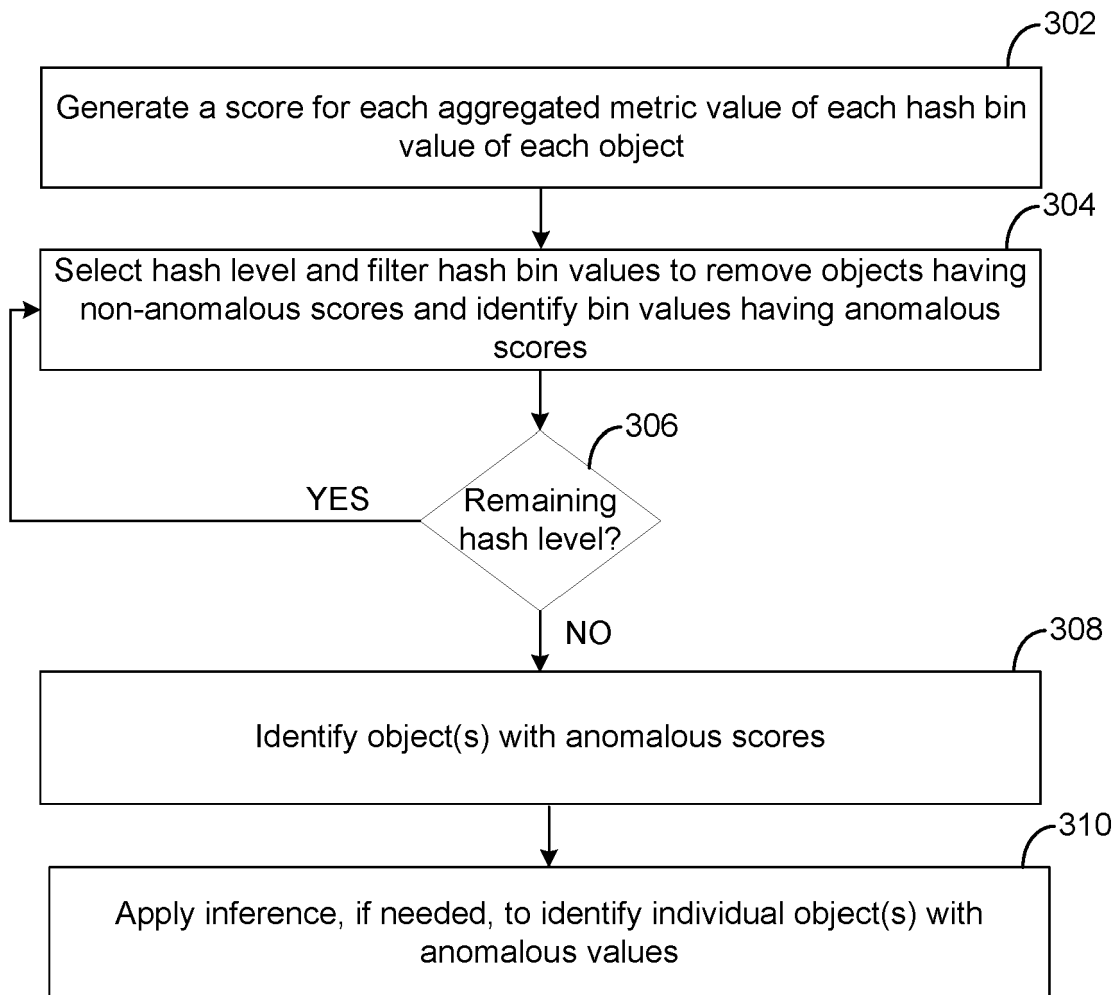 302
Generate a score for each aggregated metric value of each hash bin
value of each object
304
Select hash level and filter hash bin values to remove objects having
non-anomalous scores and identify bin values having anomalous
scores
306
YES
Remaining
hash level?
NO
308
Identify object(s) with anomalous scores
310
Apply inference, if needed, to identify individual object(s) with
anomalous values